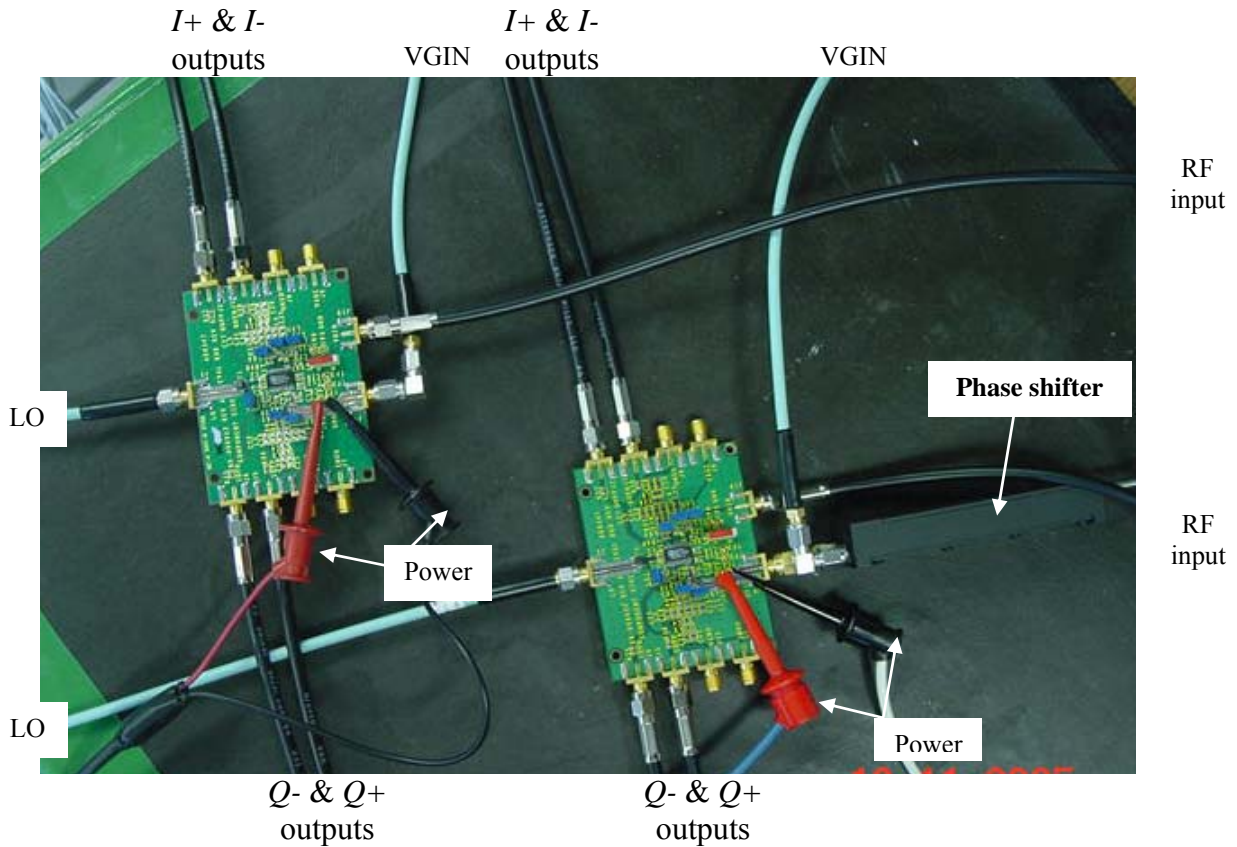 I+ & I-
outputs
VGIN
I+ & I-
outputs
VGIN
RF
input
Phase shifter
LO
RF
input
Power
LO
Power
Q- & Q+
outputs
Q- & Q+
outputs